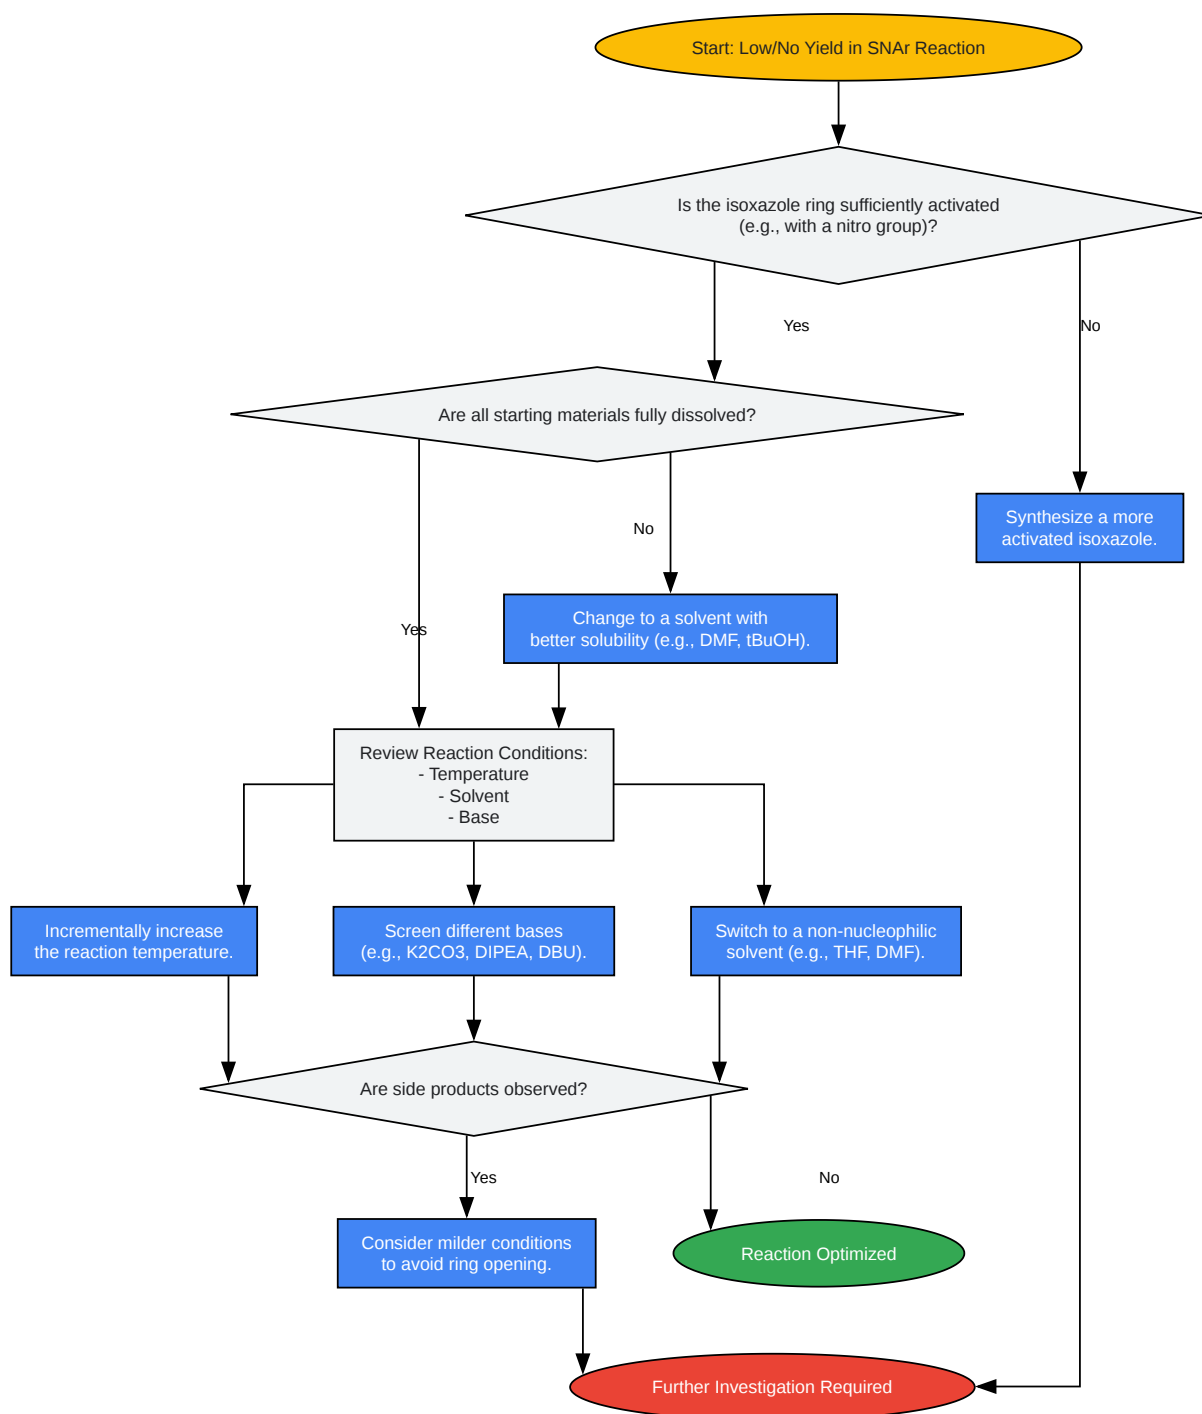 Start: Low/No Yield in SNAr Reaction
Is the isoxazole ring sufficiently activated
(e.g., with a nitro group)?
Yes
No
Are all starting materials fully dissolved?
No
Synthesize a more
activated isoxazole.
Yes
Change to a solvent with
better solubility (e.g., DMF, tBuOH).
Review Reaction Conditions:
- Temperature
- Solvent
- Base
Incrementally increase
the reaction temperature.
Screen different bases
(e.g., K2CO3, DIPEA, DBU).
Switch to a non-nucleophilic
solvent (e.g., THF, DMF).
Are side products observed?
Yes
No
Consider milder conditions
to avoid ring opening.
Reaction Optimized
Further Investigation Required